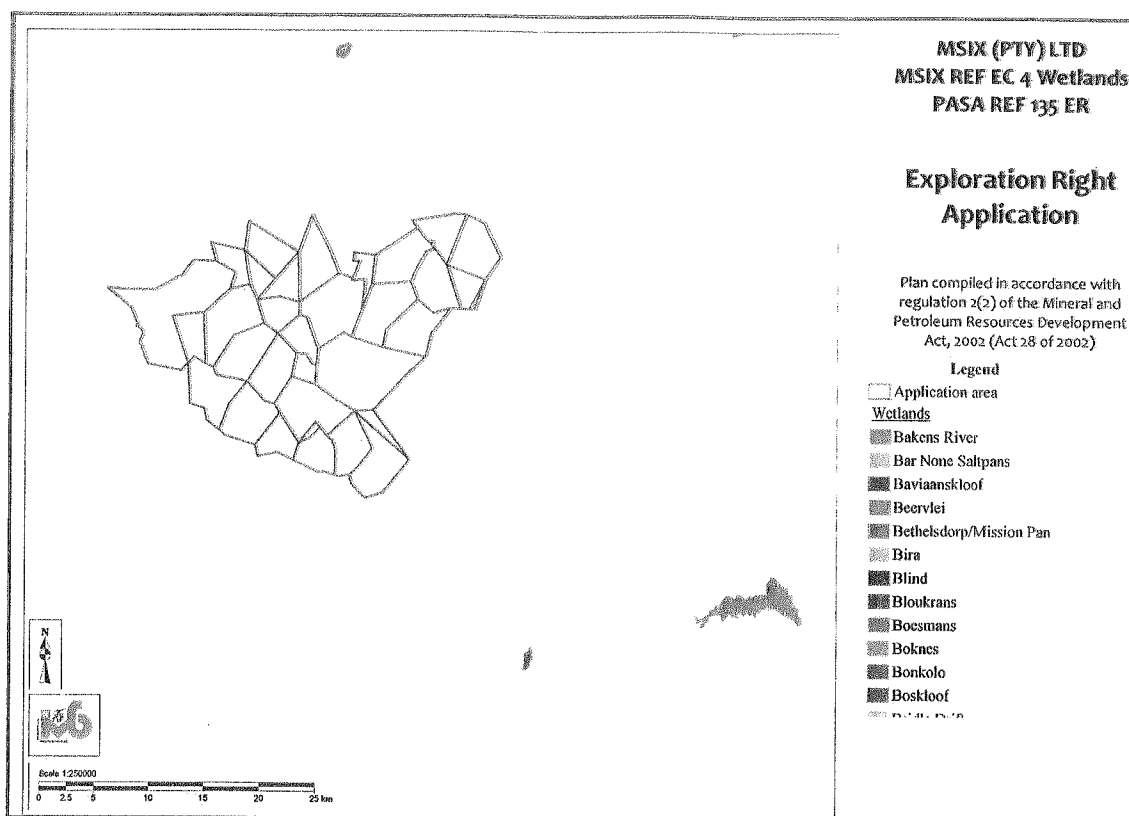 MSIX (PTY) LTD
MSIX REF EC 4 Wetlands
PASA REF 135 ER
Exploration Right
Application
Plan compiled in accordance with
regulation 2(2) of the Mineral and
Petroleum Resources Development
Act, 2002 (Act 28 of 2002)
Legend
Application area
Wetlands
Bakens River
Bar None Saltpans
Baviaanskloof
Beervlei
Bethelsdorp/Mission Pan
Bira
Blind
Bloukrans
Boesmans
Boknes
Bonkolo
Boskloof
N
Scale 1:250000
0 2.5 5 10 15 20 25 km